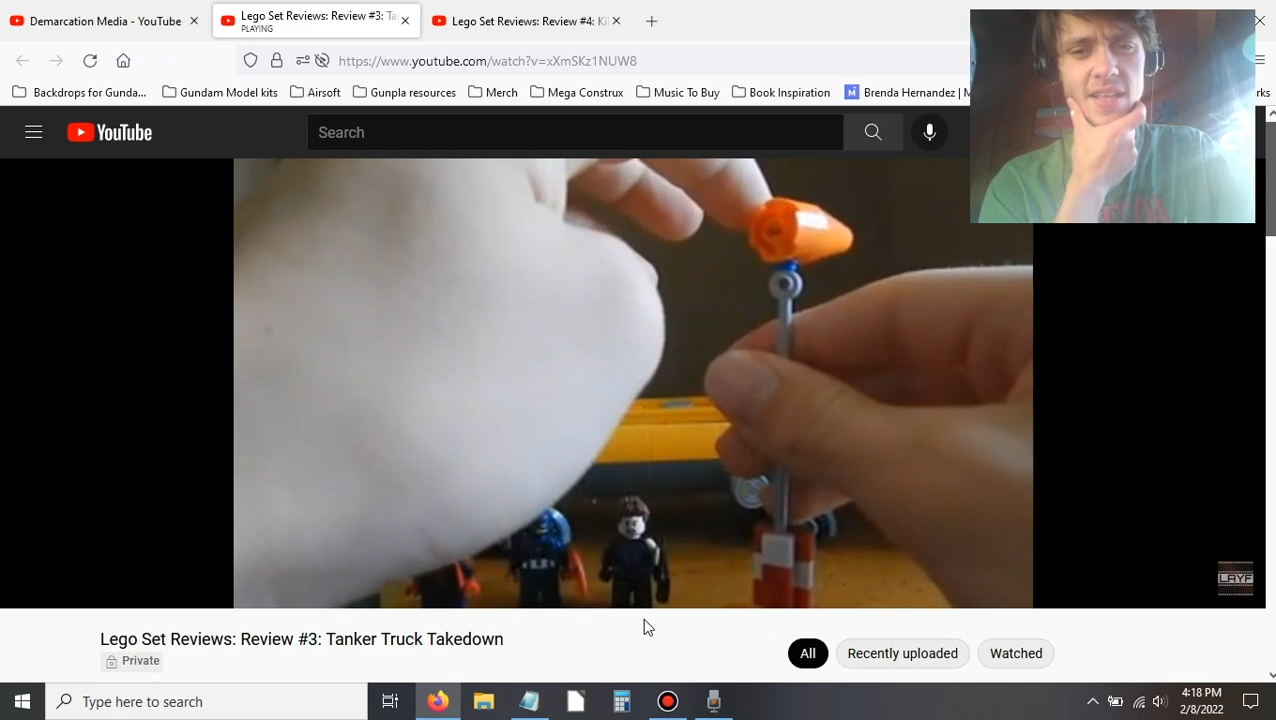 Demarcation Media - YouTube
Lego Set Reviews: Review #3: Ta
PLAYING
Lego Set Reviews: Review #4: Ki
https://www.youtube.com/watch?v=xXmSKz1NUW8
Backdrops for Gunda...
Gundam Model kits
Airsoft
Gunpla resources
Merch
Mega Construx
Music To Buy
Book Inspiration
Brenda Hernandez | M
YouTube
Search
LAYF
Lego Set Reviews: Review #3: Tanker Truck Takedown
Private
All
Recently uploaded
Watched
Type here to search
4:18 PM
2/8/2022